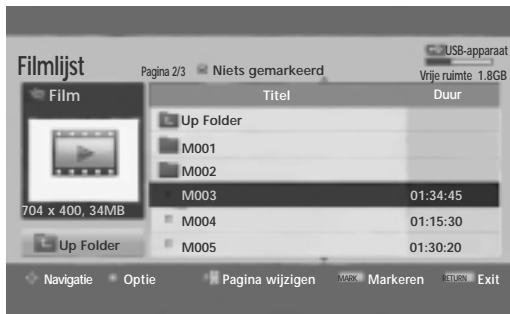 USB-apparaat
Filmlijst
Pagina 2/3 Niets gemarkeerd
Vrije ruimte 1.8GB
Film
Titel Duur
Up Folder
M001
M002
M003 01:34:45
704 x 400, 34MB
M004 01:15:30
Up Folder
M005 01:30:20
Navigatie Optie Pagina wijzigen MARK Markeren RETURN Exit